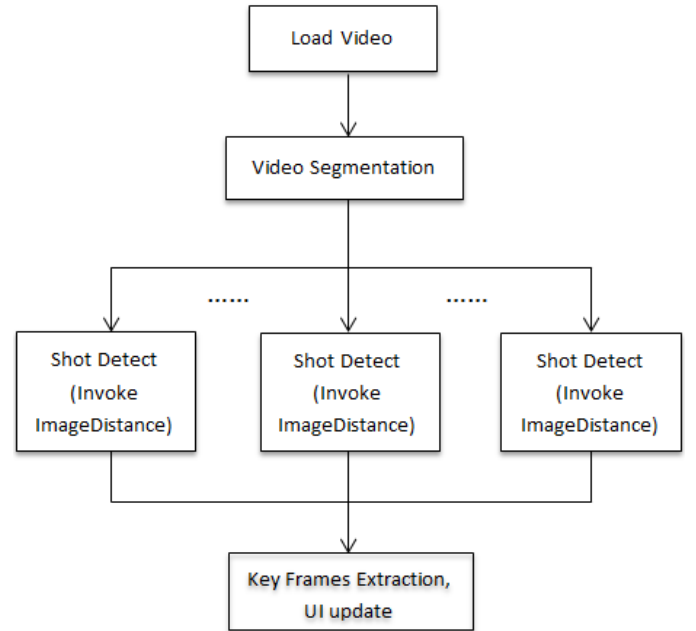 Load Video
Video Segmentation
......
......
Shot Detect
(Invoke
ImageDistance)
Shot Detect
(Invoke
ImageDistance)
Shot Detect
(Invoke
ImageDistance)
Key Frames Extraction,
UI update